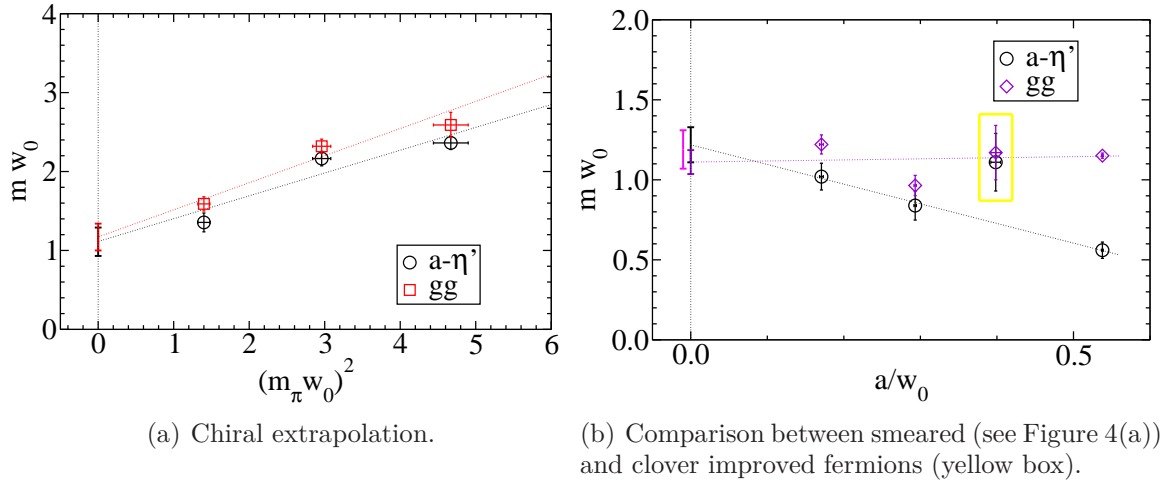 4
3
2
1
0
m w₀
0 1 2 3 4 5 6
(m_π w₀)²
a-η’
gg
(a) Chiral extrapolation.
2.0
1.5
1.0
0.5
0.0
m w₀
0.0 0.5
a/w₀
a-η’
gg
(b) Comparison between smeared (see Figure 4(a))
and clover improved fermions (yellow box).